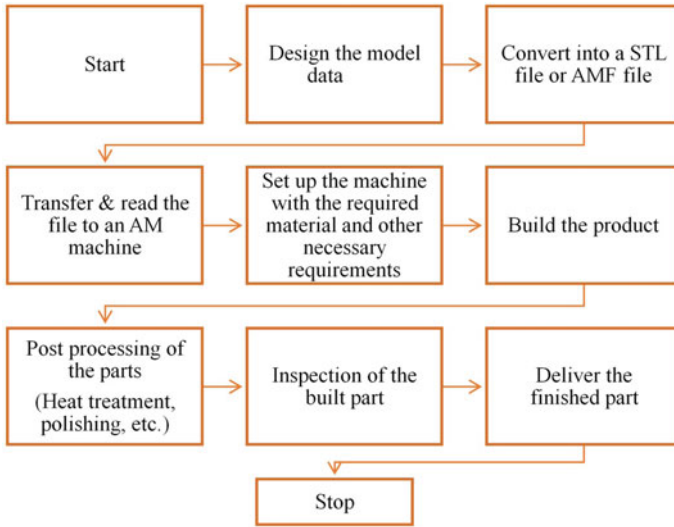 Start
Design the model
data
Convert into a STL
file or AMF file
Transfer & read the
file to an AM
machine
Set up the machine
with the required
material and other
necessary
requirements
Build the product
Post processing of
the parts
(Heat treatment,
polishing, etc.)
Inspection of the
built part
Deliver the
finished part
Stop